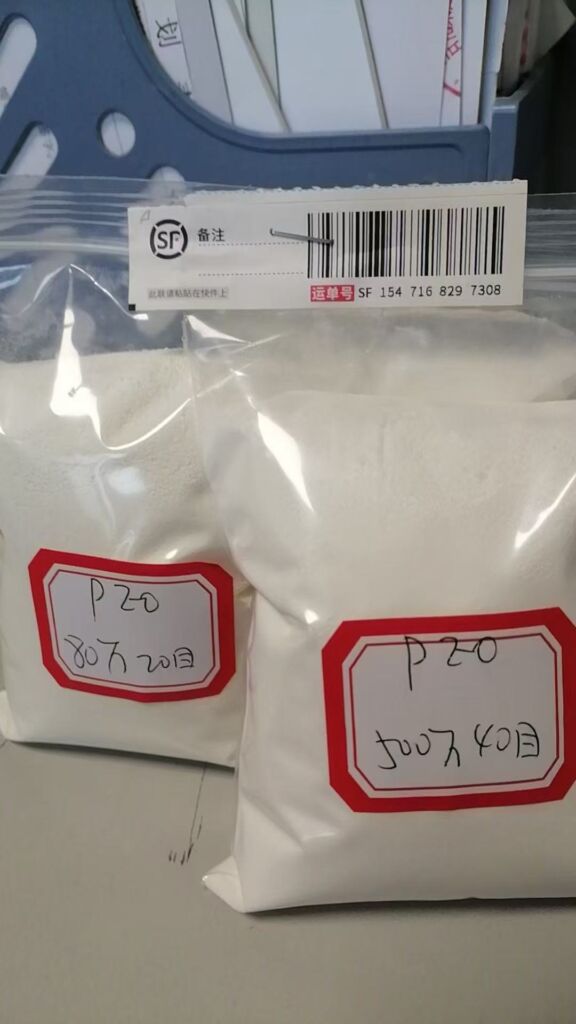 划
SF 备注
此联请粘贴在快件上
运单号 SF 154 716 829 7308
P20
80万20目
P20
500万40目